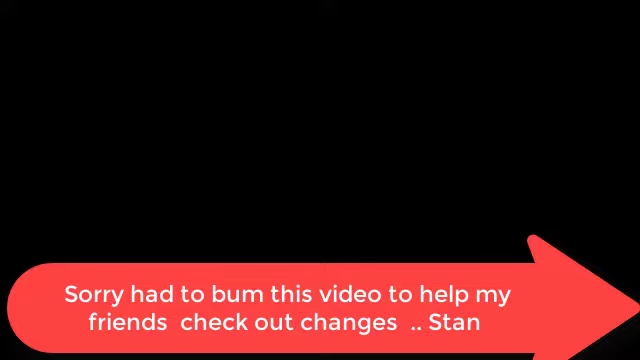 Sorry had to bum this video to help my
friends  check out changes  .. Stan